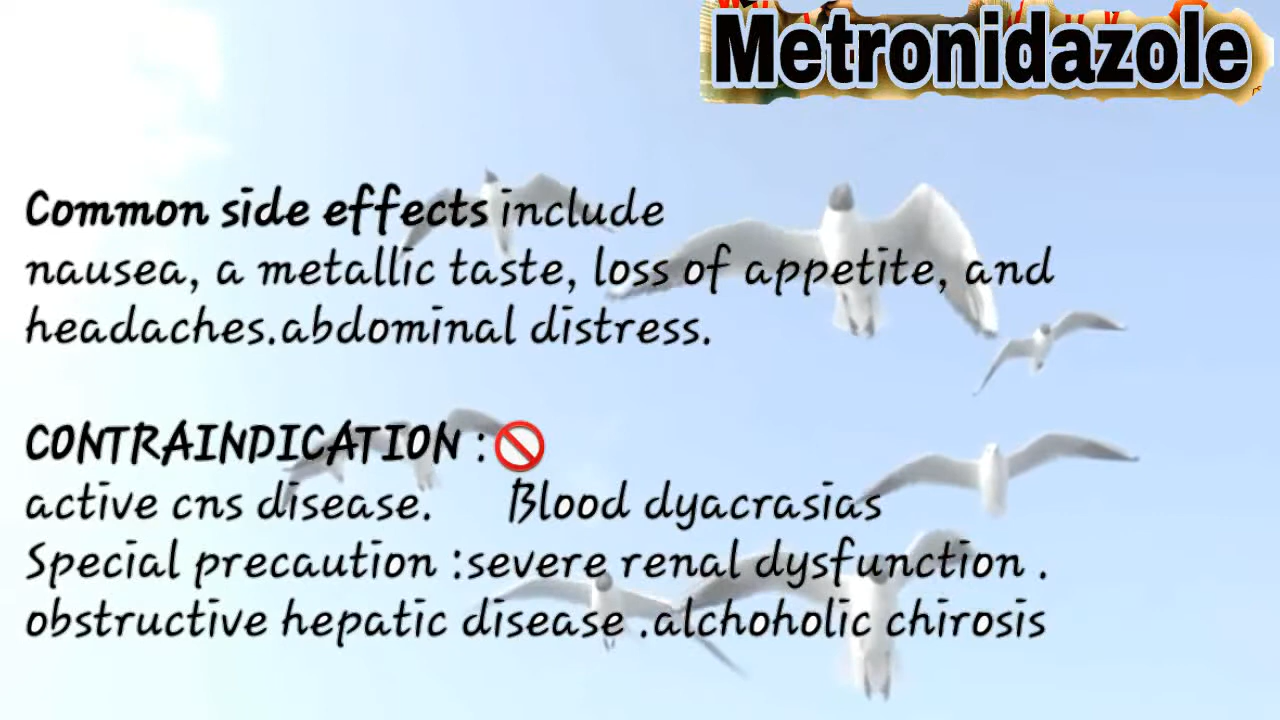 Metronidazole
Common side effects include
nausea, a metallic taste, loss of appetite, and
headaches.abdominal distress.
CONTRAINDICATION :🚫
active cns disease. Blood dyacrasias
Special precaution :severe renal dysfunction .
obstructive hepatic disease .alchoholic chirosis